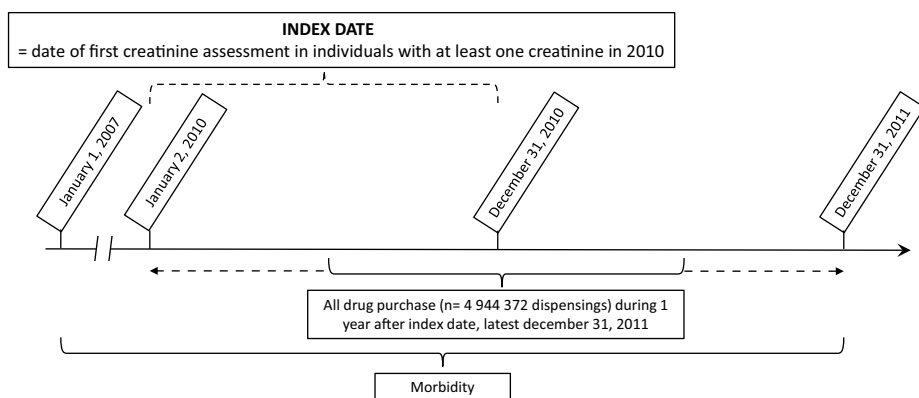 INDEX DATE
= date of first creatinine assessment in individuals with at least one creatinine in 2010
January 1, 2007
January 2, 2010
December 31, 2010
December 31, 2011
All drug purchase (n= 4 944 372 dispensings) during 1
year after index date, latest december 31, 2011
Morbidity